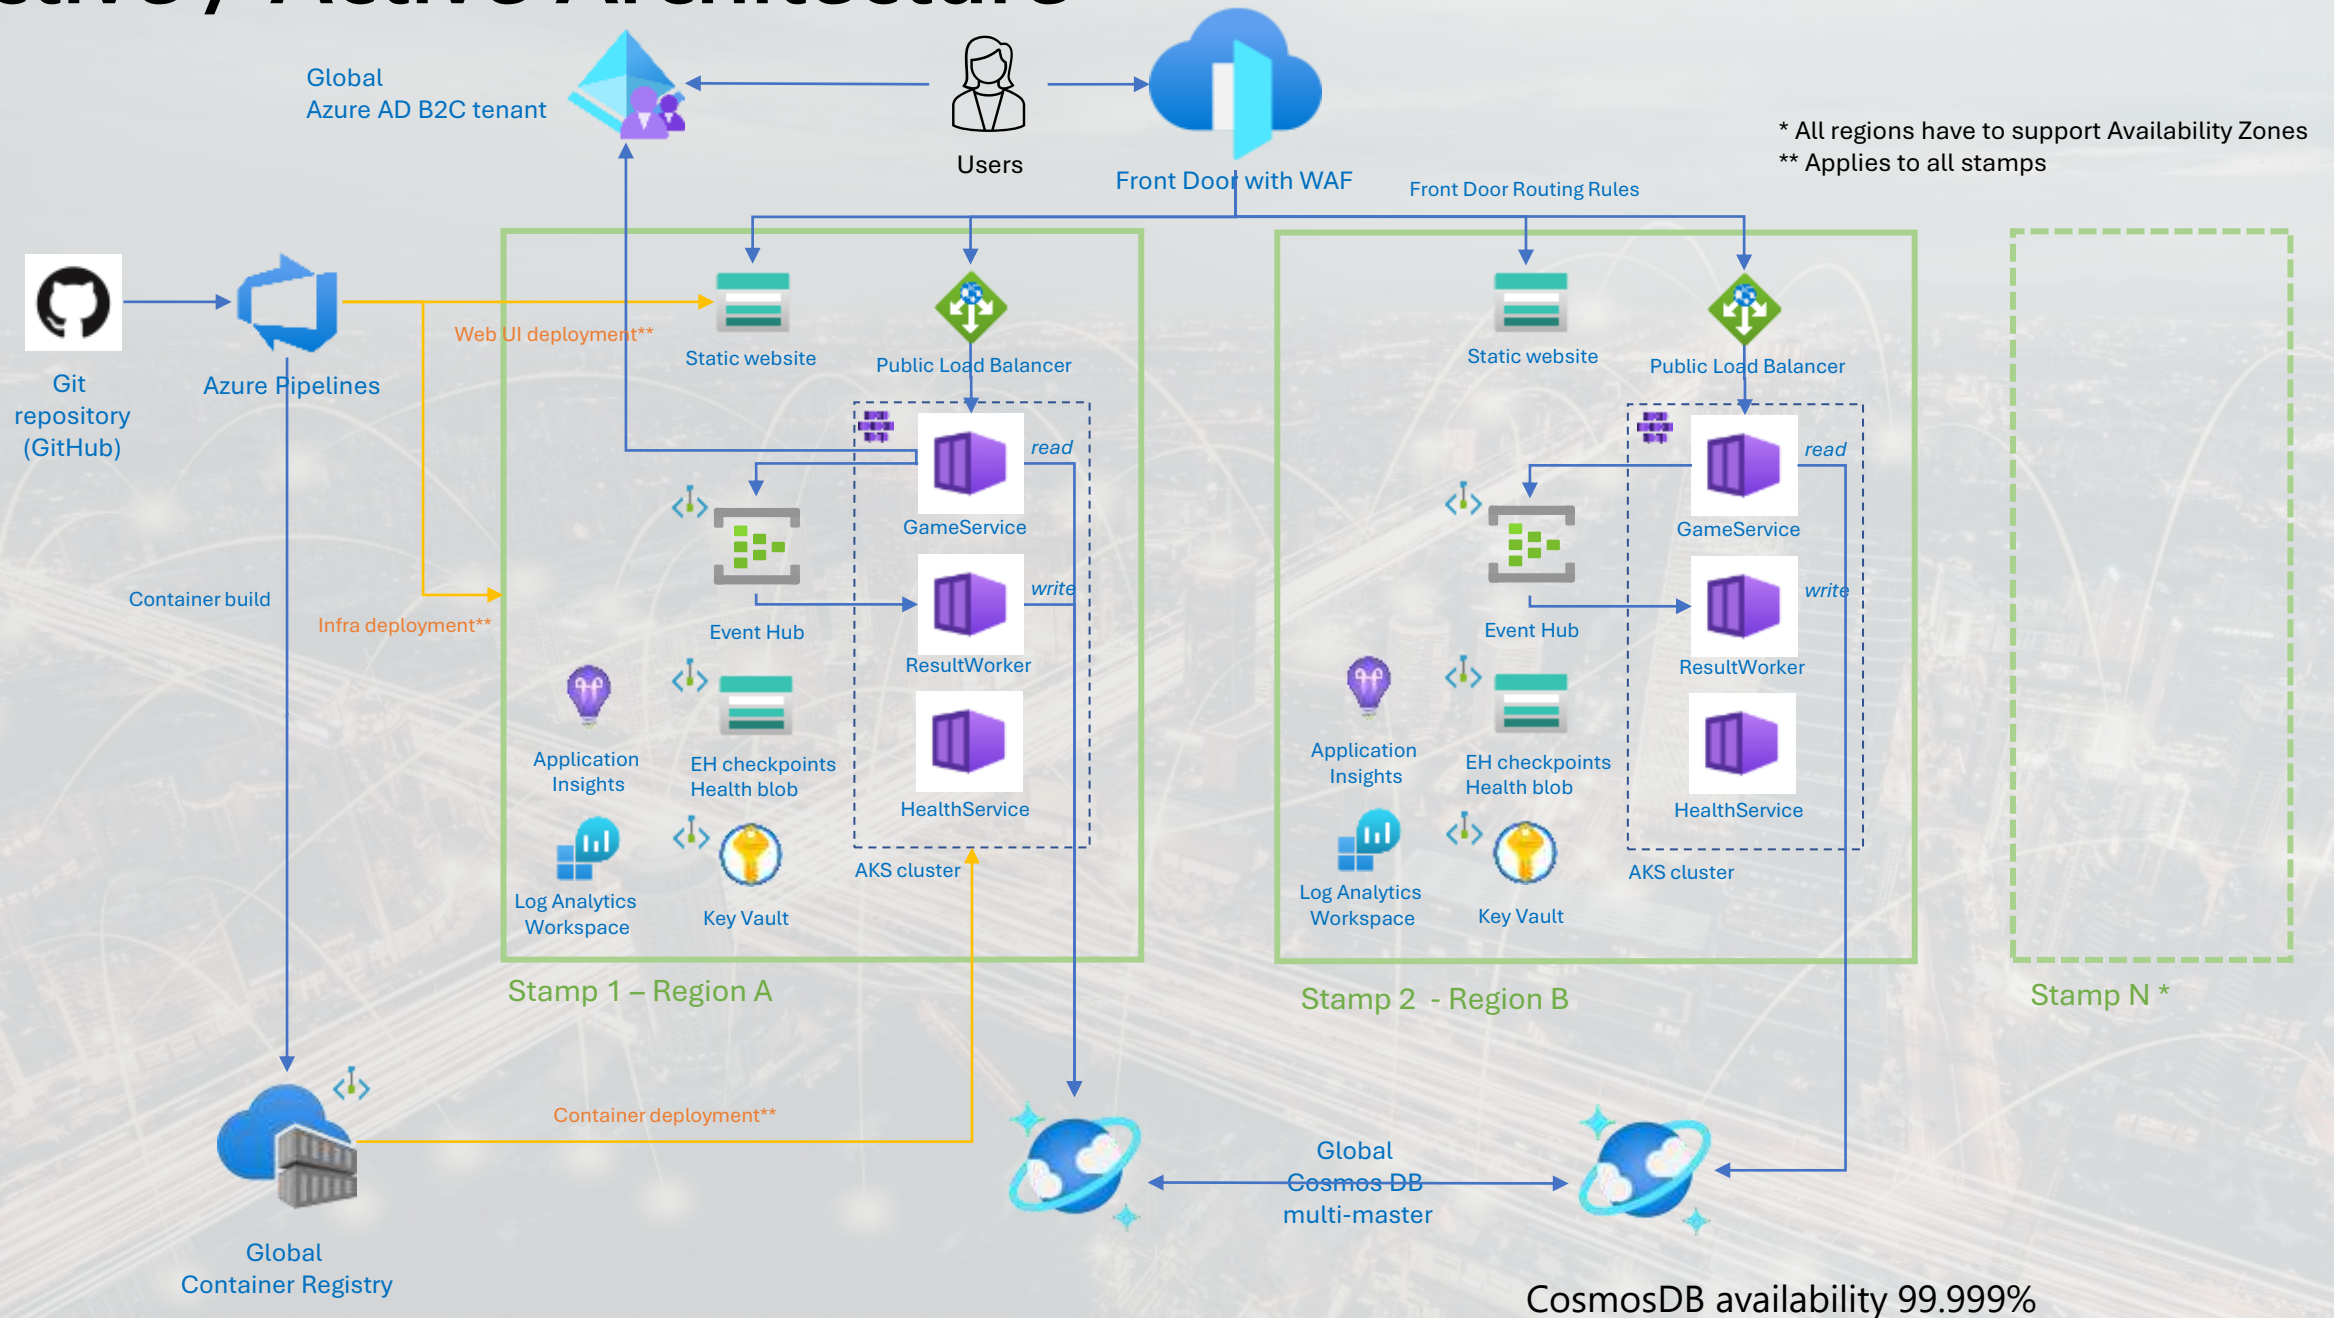 Active Architecture
Global
Azure AD B2C tenant
Users
Front Door with WAF
Front Door Routing Rules
* All regions have to support Availability Zones
** Applies to all stamps
Git
repository
(GitHub)
Azure Pipelines
Web UI deployment**
Infra deployment**
Container build
Static website
Public Load Balancer
read
GameService
write
Event Hub
ResultWorker
Application
Insights
EH checkpoints
Health blob
HealthService
Log Analytics
Workspace
Key Vault
AKS cluster
Stamp 1 – Region A
Static website
Public Load Balancer
read
GameService
write
Event Hub
ResultWorker
Application
Insights
EH checkpoints
Health blob
HealthService
Log Analytics
Workspace
Key Vault
AKS cluster
Stamp 2 - Region B
Stamp N *
Container deployment**
Global
Container Registry
Global
Cosmos DB
multi-master
CosmosDB availability 99.999%